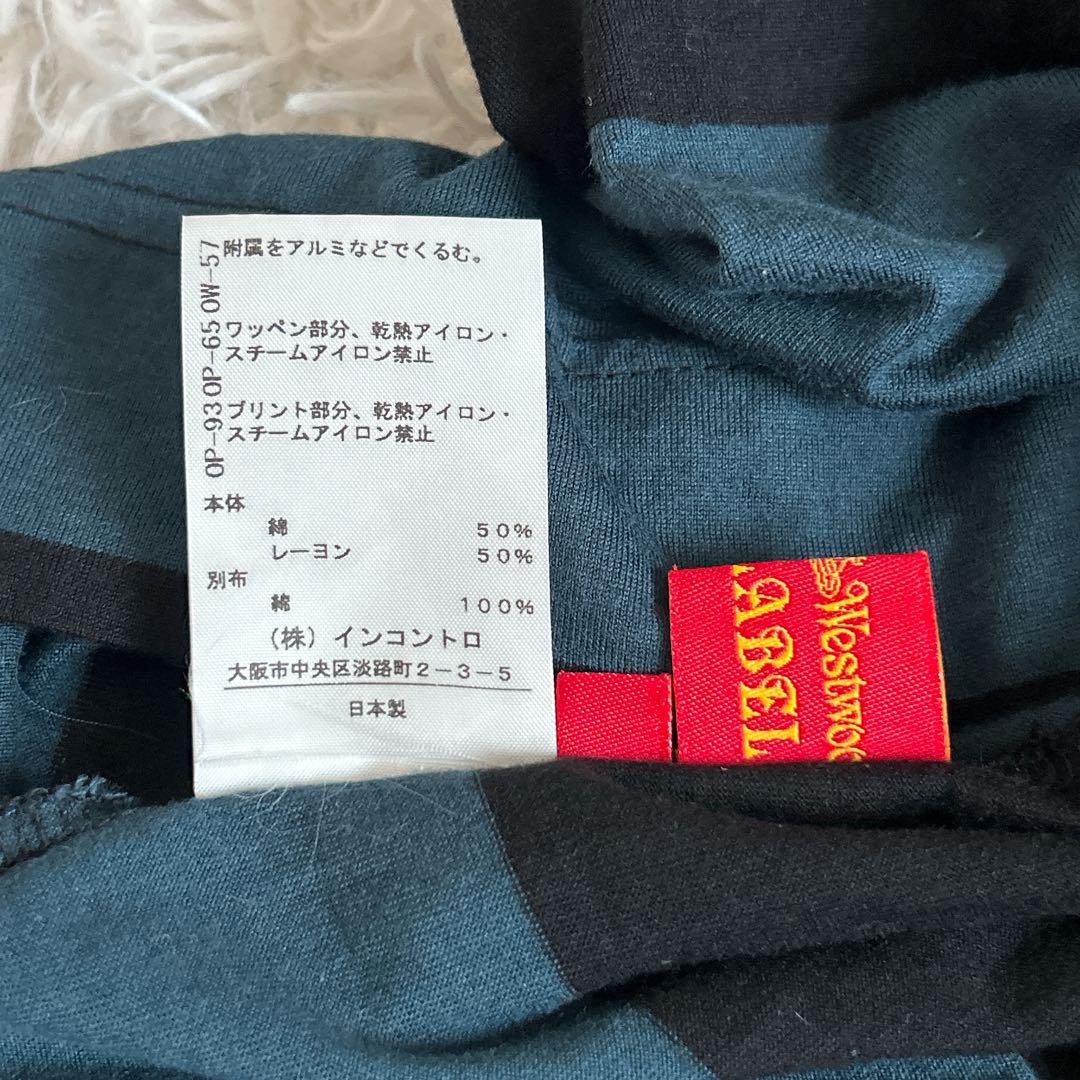 附属をアルミなどでくるむ。
ワッペン部分、乾熱アイロン・
スチームアイロン禁止
プリント部分、乾熱アイロン・
スチームアイロン禁止
本体
綿 50%
レーヨン 50%
別布
綿 100%
(株)インコントロ
大阪市中央区淡路町2-3-5
日本製
OP-93 OP-65 OW-57
Westwoo
LABEL